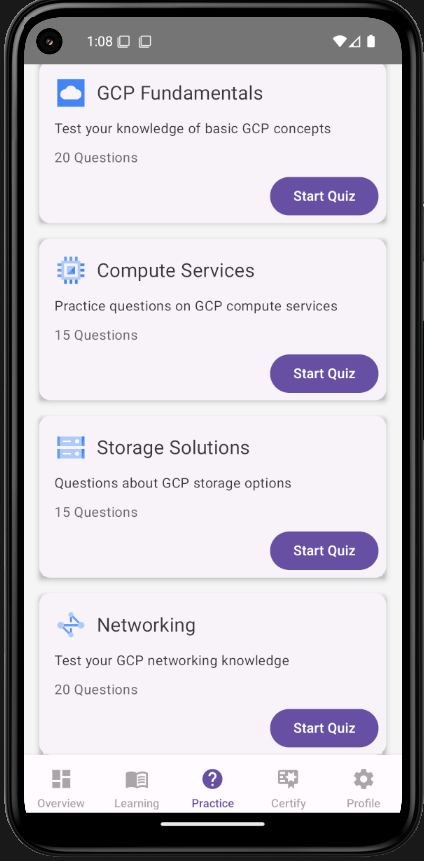 1:08
GCP Fundamentals
Test your knowledge of basic GCP concepts
20 Questions
Start Quiz
Compute Services
Practice questions on GCP compute services
15 Questions
Start Quiz
Storage Solutions
Questions about GCP storage options
15 Questions
Start Quiz
Networking
Test your GCP networking knowledge
20 Questions
Start Quiz
Overview Learning Practice Certify Profile